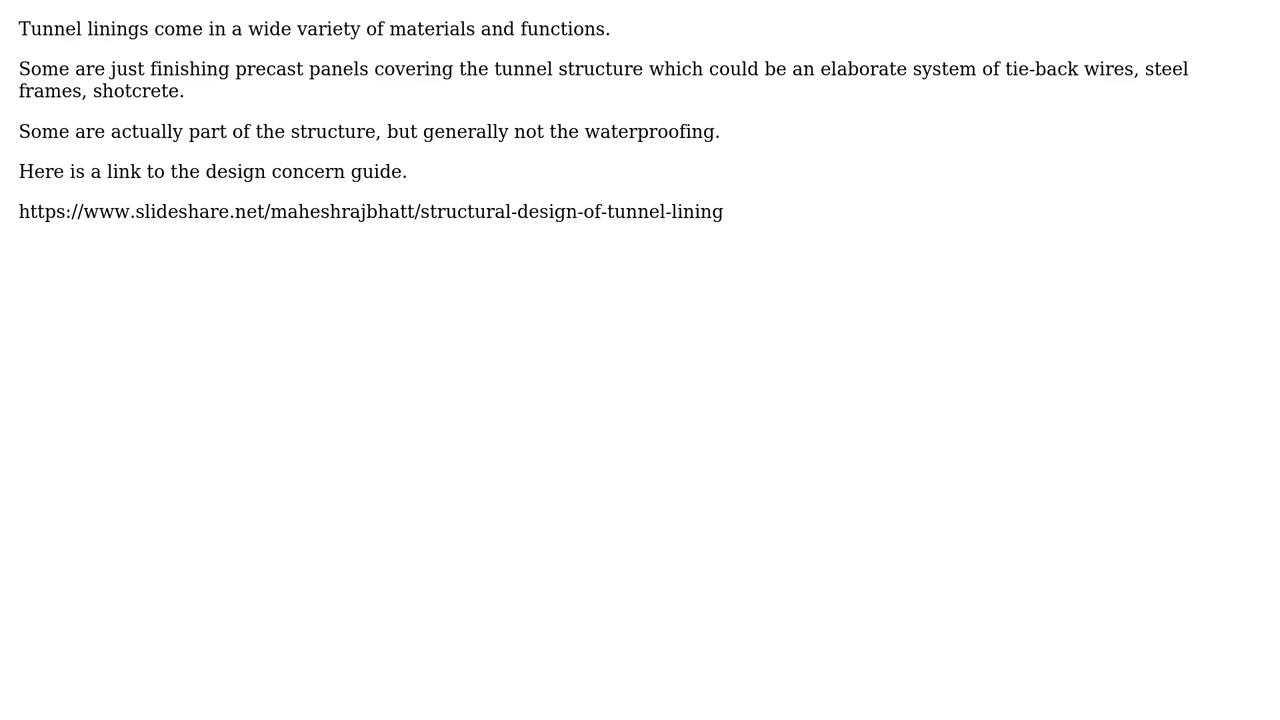 Tunnel linings come in a wide variety of materials and functions.
Some are just finishing precast panels covering the tunnel structure which could be an elaborate system of tie-back wires, steel
frames, shotcrete.
Some are actually part of the structure, but generally not the waterproofing.
Here is a link to the design concern guide.
https://www.slideshare.net/maheshrajbhatt/structural-design-of-tunnel-lining